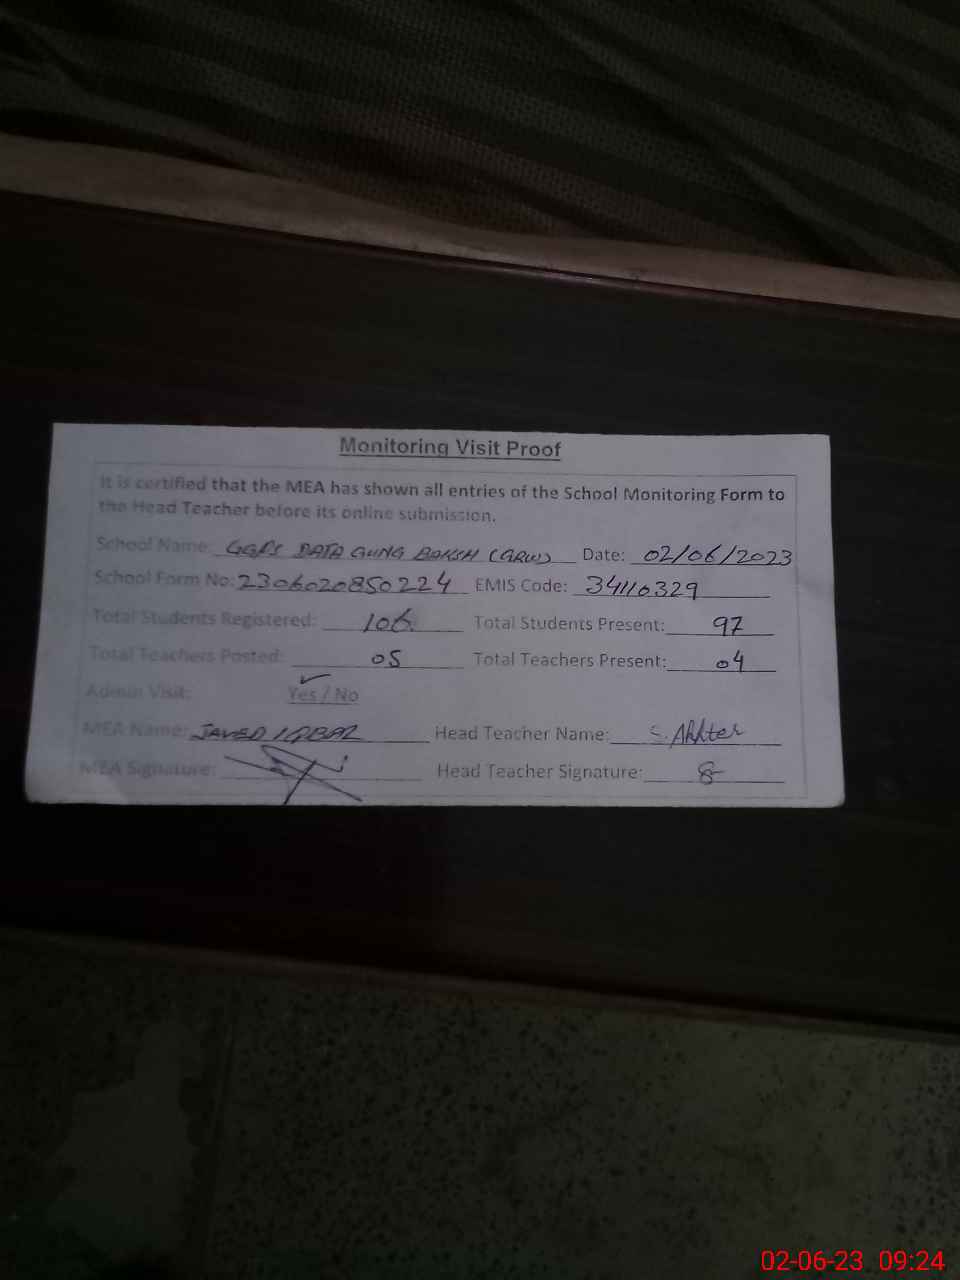 Monitoring Visit Proof
It is certified that the MEA has shown all entries of the School Monitoring Form to
the Head Teacher before its online submission.
School Name: GGPS DATA GUNG BAKSH (GRW) Date: 02/06/2023
School Form No: 2306020850224 EMIS Code: 34110329
Total Students Registered: 106 Total Students Present: 97
Total Teachers Posted: 05 Total Teachers Present: 04
Admin Visit: Yes / No
MEA Name: JAVED IQBAL Head Teacher Name: S. Akhter
MEA Signature: Head Teacher Signature:
02-06-23 09:24